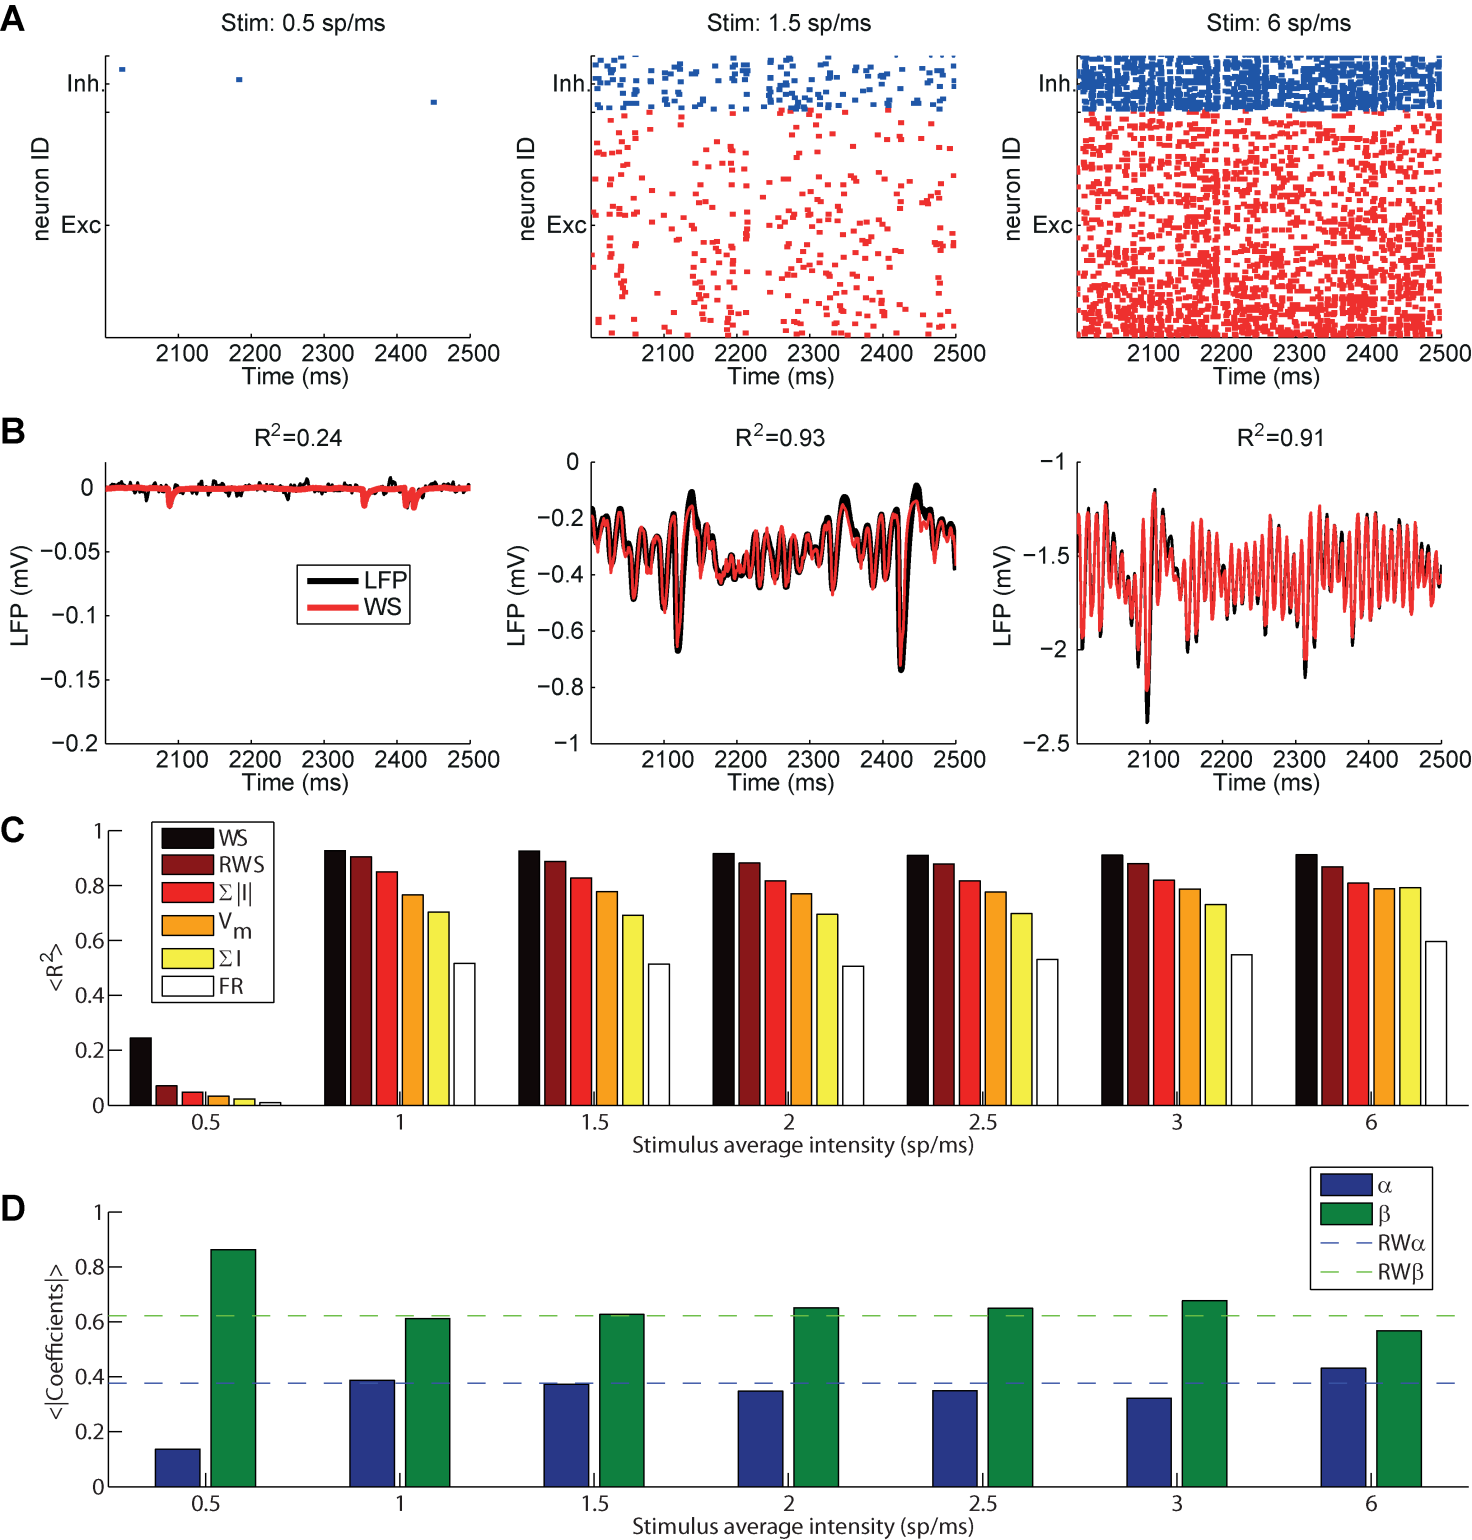 A
Stim: 0.5 sp/ms
Stim: 1.5 sp/ms
Stim: 6 sp/ms
Inh.
Exc
neuron ID
2100 2200 2300 2400 2500
Time (ms)
Inh.
Exc
neuron ID
2100 2200 2300 2400 2500
Time (ms)
Inh.
Exc
neuron ID
2100 2200 2300 2400 2500
Time (ms)
B
R²=0.24
R²=0.93
R²=0.91
0
−0.05
−0.1
−0.15
−0.2
LFP (mV)
LFP
WS
2100 2200 2300 2400 2500
Time (ms)
0
−0.2
−0.4
−0.6
−0.8
−1
LFP (mV)
2100 2200 2300 2400 2500
Time (ms)
−1
−1.5
−2
−2.5
LFP (mV)
2100 2200 2300 2400 2500
Time (ms)
C
1
0.8
0.6
0.4
0.2
0
<R²>
WS
RWS
Σ|I|
Vm
ΣI
FR
0.5 1 1.5 2 2.5 3 6
Stimulus average intensity (sp/ms)
D
1
0.8
0.6
0.4
0.2
0
<|Coefficients|>
α
β
RWα
RWβ
0.5 1 1.5 2 2.5 3 6
Stimulus average intensity (sp/ms)